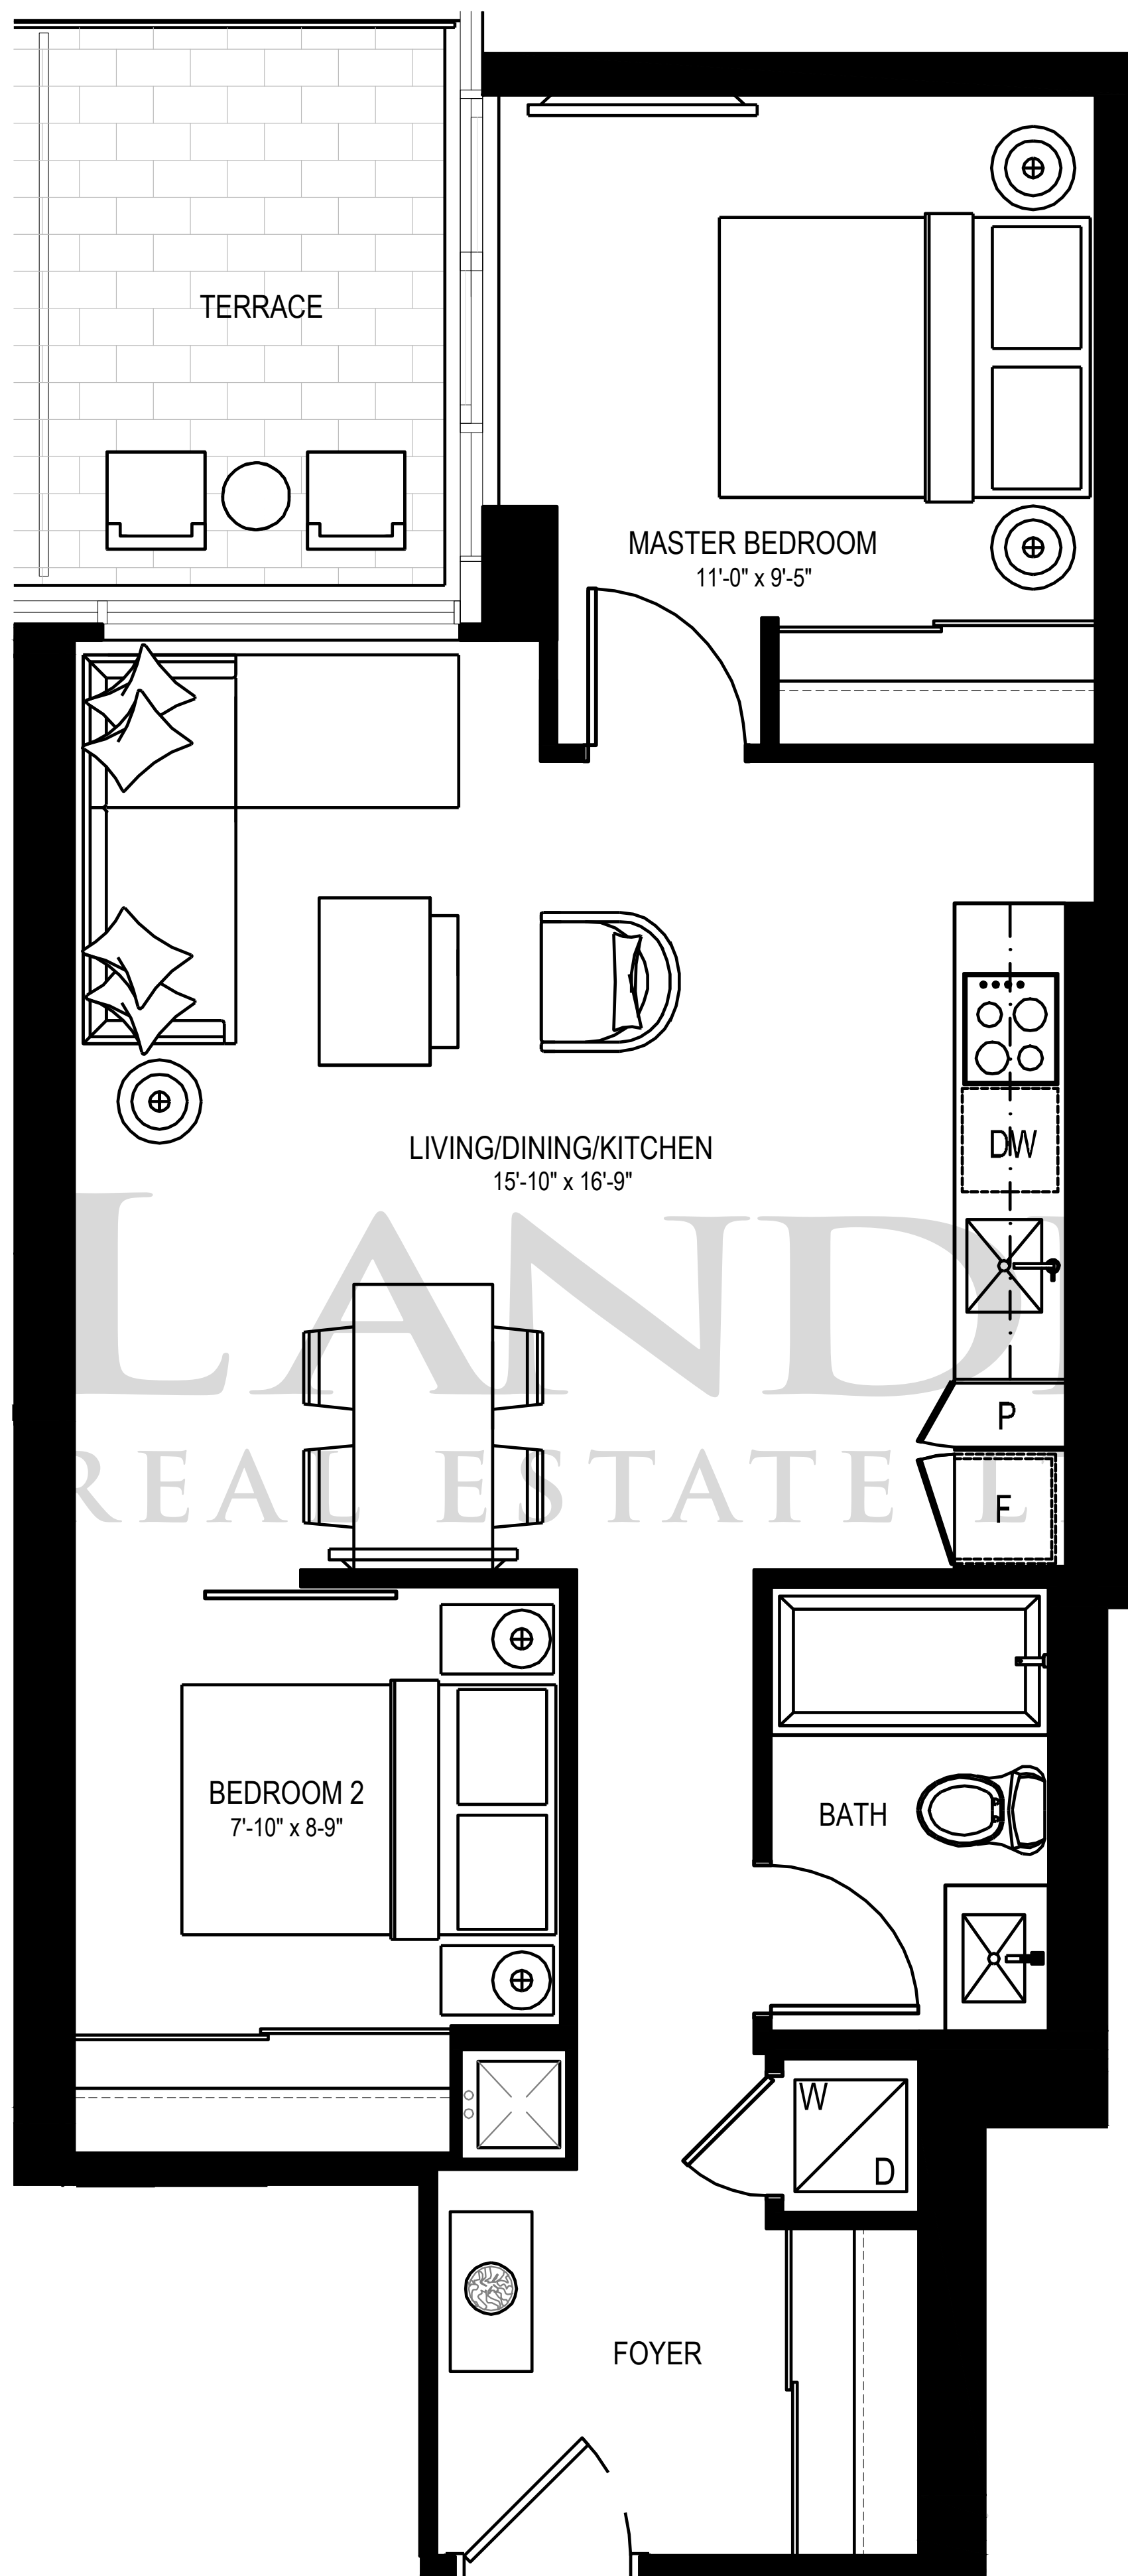 TERRACE
MASTER BEDROOM
11'-0" x 9'-5"
DW
LIVING/DINING/KITCHEN
15'-10" x 16'-9"
LAND
P
REAL ESTATE L
F
BEDROOM 2
7'-10" x 8-9"
BATH
W
D
FOYER